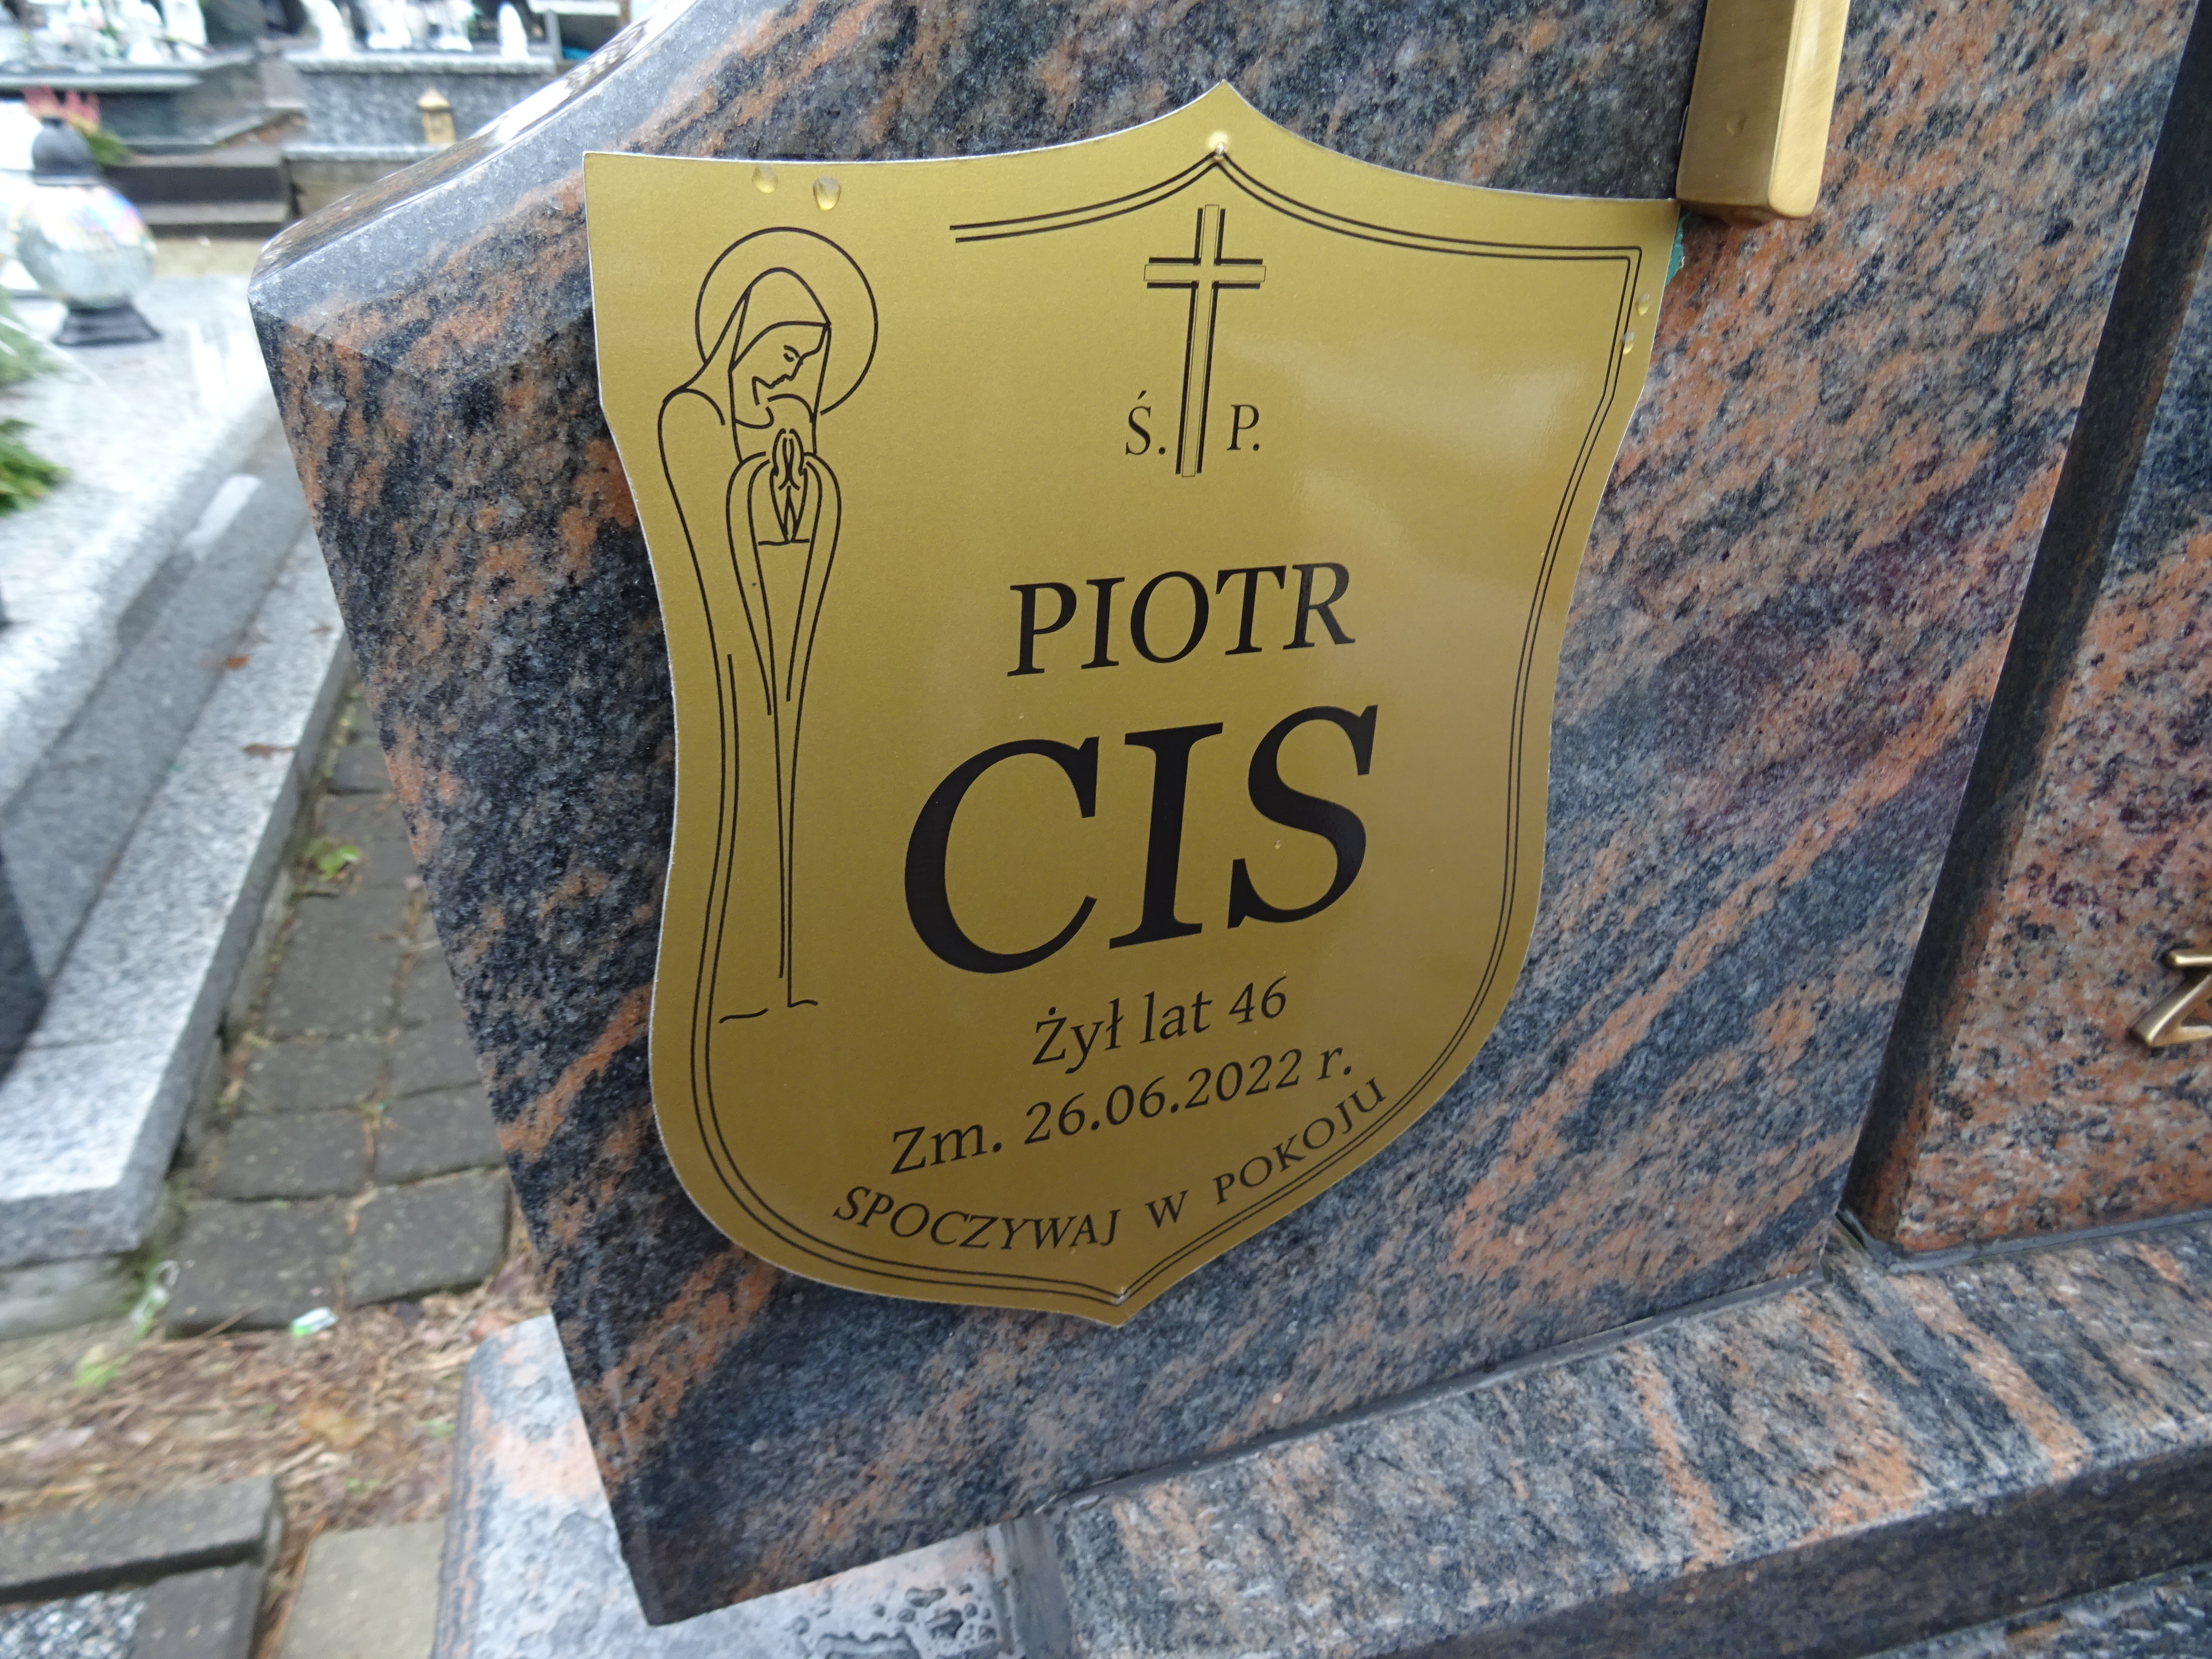 Ś. P.
PIOTR
CIS
Żył lat 46
Zm. 26.06.2022 r.
SPOCZYWAJ W POKOJU